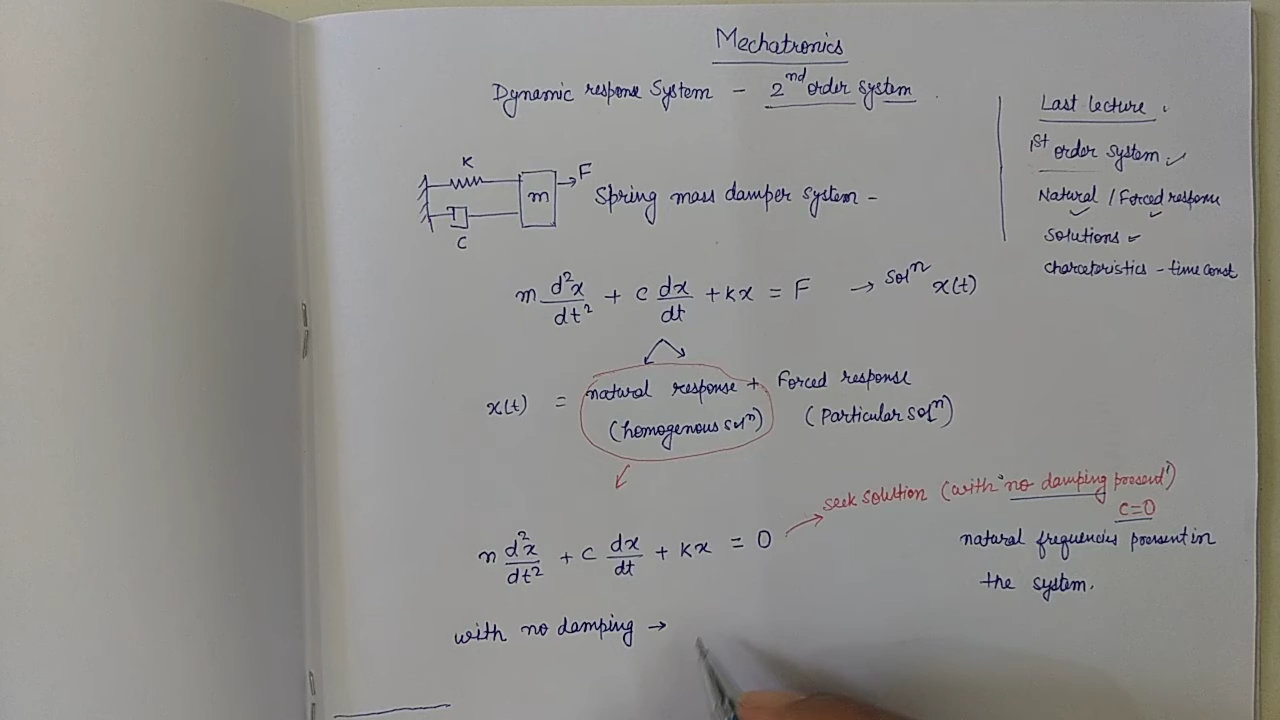 Mechatronics
Dynamic response System – 2nd order system
Last lecture.
1st order system ✓
Natural / Forced response
Solutions ✓
charcteristics – time const
K
m → F
C
Spring mass damper system –
m d²x/dt² + c dx/dt + kx = F → solⁿ x(t)
x(t) = natural response + Forced response
(homogenous solⁿ) (Particular solⁿ)
seek solution (with "no damping present")
c=0
m d²x/dt² + c dx/dt + kx = 0
natural frequencies present in
the system.
with no damping →